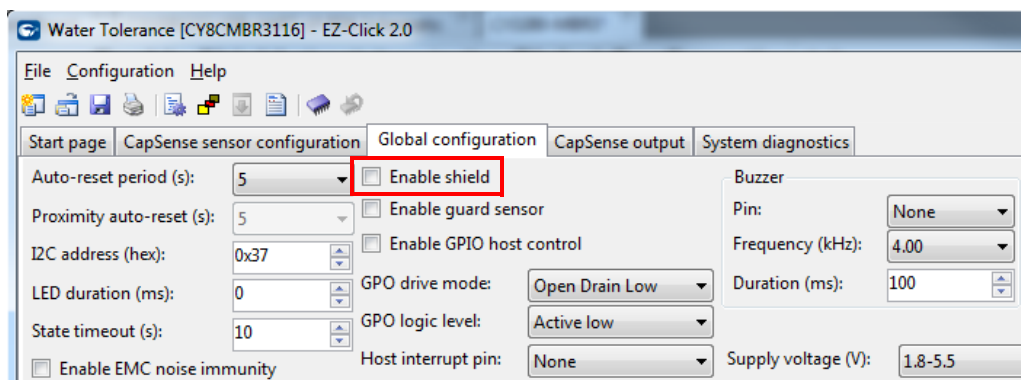 Water Tolerance [CY8CMBR3116] - EZ-Click 2.0
File Configuration Help
Start page CapSense sensor configuration Global configuration CapSense output System diagnostics
Auto-reset period (s): 5 Enable shield Buzzer
Proximity auto-reset (s): 5 Enable guard sensor Pin: None
I2C address (hex): 0x37 Enable GPIO host control Frequency (kHz): 4.00
LED duration (ms): 0 GPO drive mode: Open Drain Low Duration (ms): 100
State timeout (s): 10 GPO logic level: Active low
Enable EMC noise immunity Host interrupt pin: None Supply voltage (V): 1.8-5.5